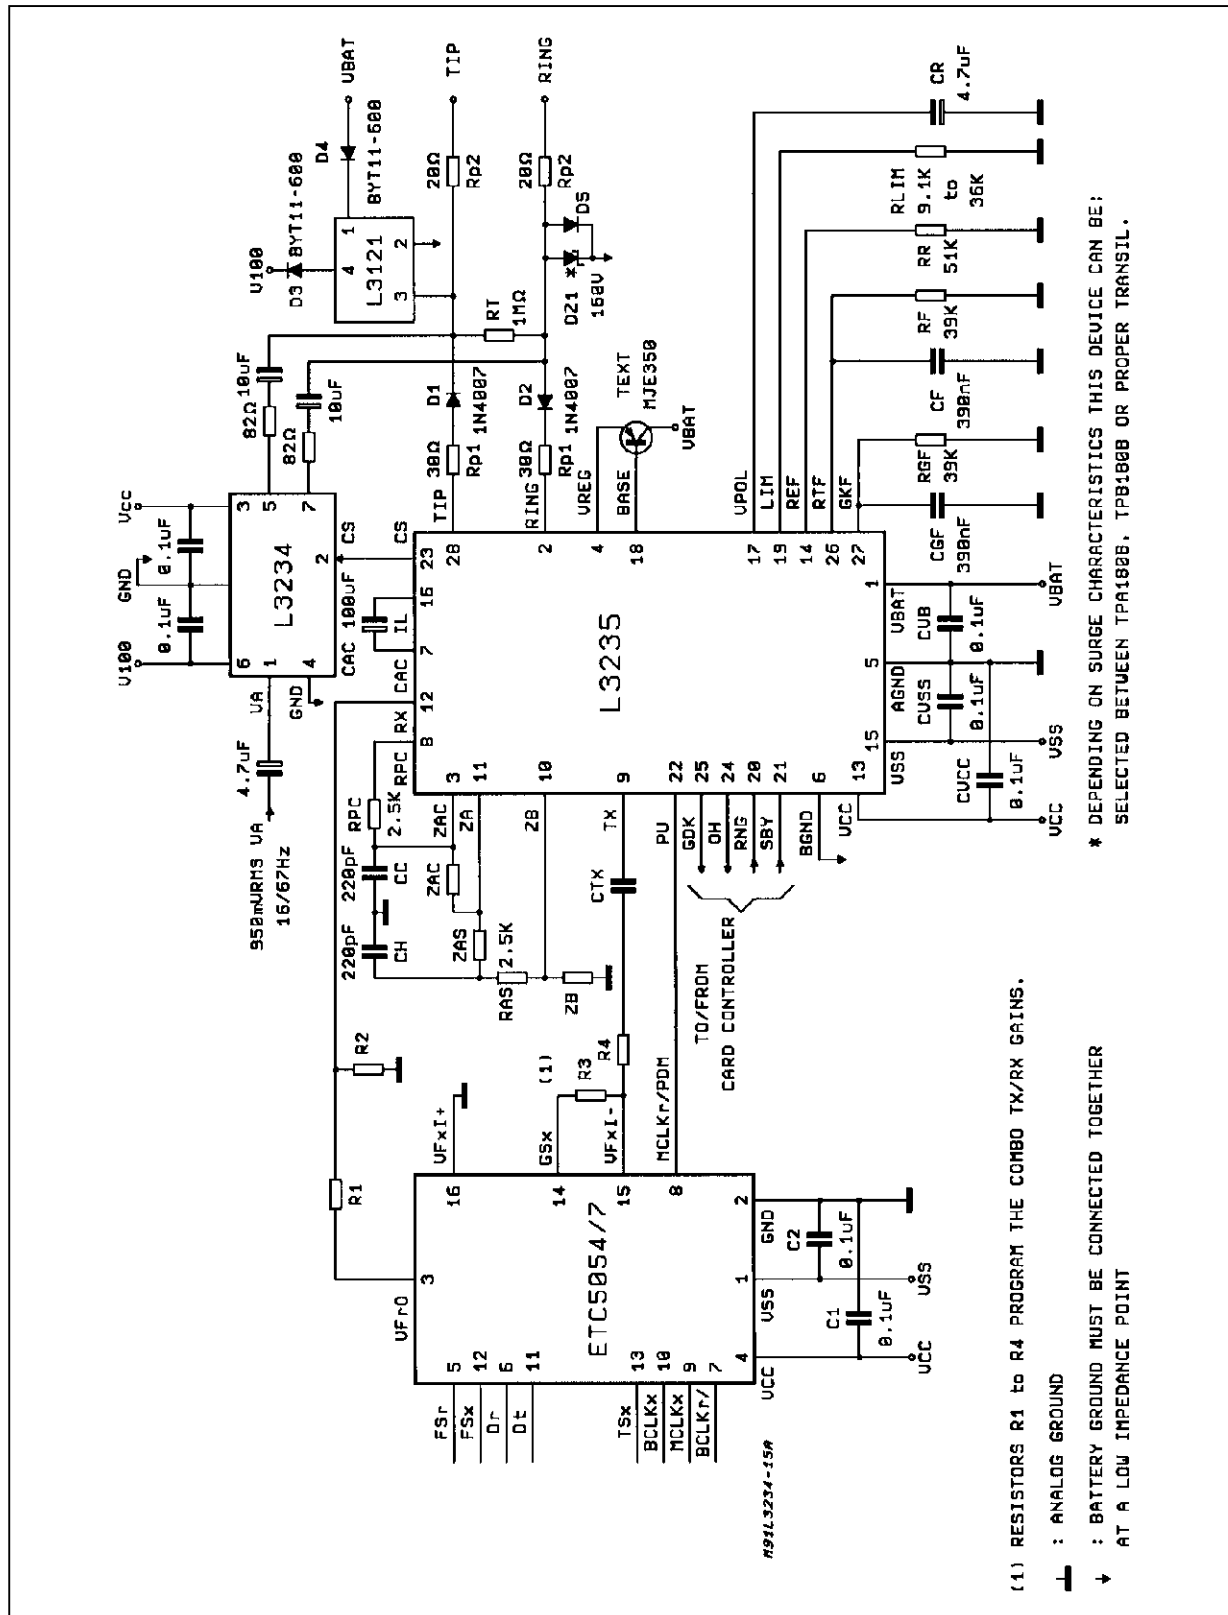 950mVRMS VA
16/67Hz
4.7uF
VA
V100
GND
Vcc
0.1uF
0.1uF
6
1
4
L3234
3
5
7
2
GND
82Ω
10uF
82Ω
10uF
V100
D3
BYT11-600
4
L3121
1
2
3
D4
BYT11-600
VBAT
CAC
100uF
IL
CS
CS
RT
1MΩ
TIP
30Ω
Rp1
D1
1N4007
20Ω
Rp2
TIP
RING
30Ω
Rp1
D2
1N4007
20Ω
Rp2
RING
DZ1 *
160V
D5
VREG
BASE
TEXT
MJE350
VBAT
R1
R2
220pF
220pF
CH
CC
RPC
2.5K
RPC
RX
CAC
8
12
7
16
23
28
2
4
18
17
19
14
26
27
L3235
3
11
10
9
22
25
24
20
21
6
13
15
5
1
ZAC
ZA
ZAC
ZAS
2.5K
RAS
ZB
ZB
TX
CTX
R4
R3
(1)
PU
GDK
OH
RNG
SBY
BGND
VCC
TO/FROM
CARD CONTROLLER
VSS
AGND
VBAT
CVSS
0.1uF
CVB
0.1uF
CVCC
0.1uF
VCC
VSS
VBAT
VPOL
LIM
REF
RTF
GKF
CGF
390nF
RGF
39K
CF
390nF
RF
39K
RR
51K
RLIM
9.1K
to
36K
CR
4.7uF
VFrO
VFxI+
GSx
VFxI-
MCLKr/PDM
3
16
14
15
8
2
ETC5054/7
5
12
6
11
13
10
9
7
4
1
FSr
FSx
Dr
Dt
TSx
BCLKx
MCLKx
BCLKr/
VCC
VSS
GND
C1
0.1uF
C2
0.1uF
VCC
VSS
M91L3234-15A
* DEPENDING ON SURGE CHARACTERISTICS THIS DEVICE CAN BE:
SELECTED BETWEEN TPA180B, TPB180B OR PROPER TRANSIL.
(1) RESISTORS R1 to R4 PROGRAM THE COMBO TX/RX GAINS.
: ANALOG GROUND
: BATTERY GROUND MUST BE CONNECTED TOGETHER
AT A LOW IMPEDANCE POINT